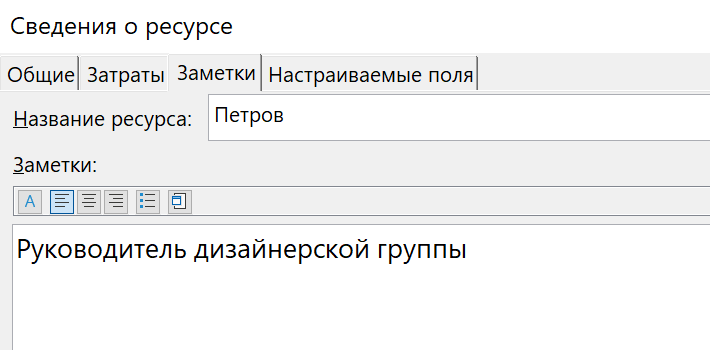 Сведения о ресурсе
Общие Затраты Заметки Настраиваемые поля
Название ресурса: Петров
Заметки:
A
Руководитель дизайнерской группы